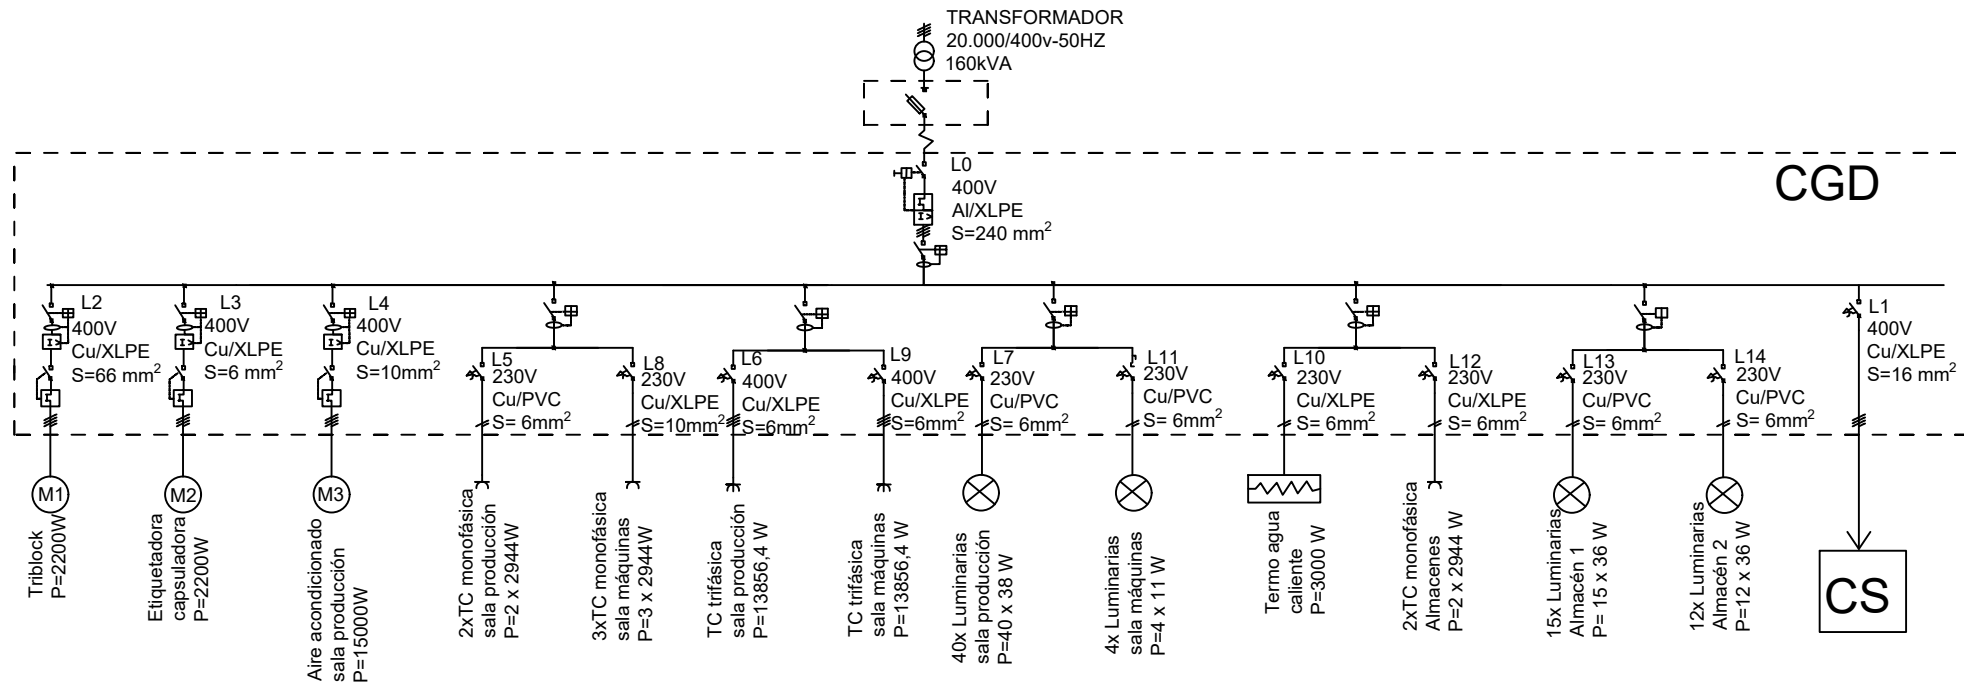 TRANSFORMADOR
20.000/400v-50HZ
160kVA
CGD
L0
400V
Al/XLPE
S=240 mm²
L2
400V
Cu/XLPE
S=66 mm²
L3
400V
Cu/XLPE
S=6 mm²
L4
400V
Cu/XLPE
S=10mm²
L5
230V
Cu/PVC
S= 6mm²
L8
230V
Cu/XLPE
S=10mm²
L6
400V
Cu/XLPE
S=6mm²
L9
400V
Cu/XLPE
S=6mm²
L7
230V
Cu/PVC
S= 6mm²
L11
230V
Cu/PVC
S= 6mm²
L10
230V
Cu/XLPE
S= 6mm²
L12
230V
Cu/XLPE
S= 6mm²
L13
230V
Cu/PVC
S= 6mm²
L14
230V
Cu/PVC
S= 6mm²
L1
400V
Cu/XLPE
S=16 mm²
M1
M2
M3
Triblock
P=2200W
Etiquetadora
capsuladora
P=2200W
Aire acondicionado
sala producción
P=15000W
2xTC monofásica
sala producción
P=2 x 2944W
3xTC monofásica
sala máquinas
P=3 x 2944W
TC trifásica
sala producción
P=13856,4 W
TC trifásica
sala máquinas
P=13856,4 W
40x Luminarias
sala producción
P=40 x 38 W
4x Luminarias
sala máquinas
P=4 x 11 W
Termo agua
caliente
P=3000 W
2xTC monofásica
Almacenes
P=2 x 2944 W
15x Luminarias
Almacén 1
P= 15 x 36 W
12x Luminarias
Almacén 2
P=12 x 36 W
CS